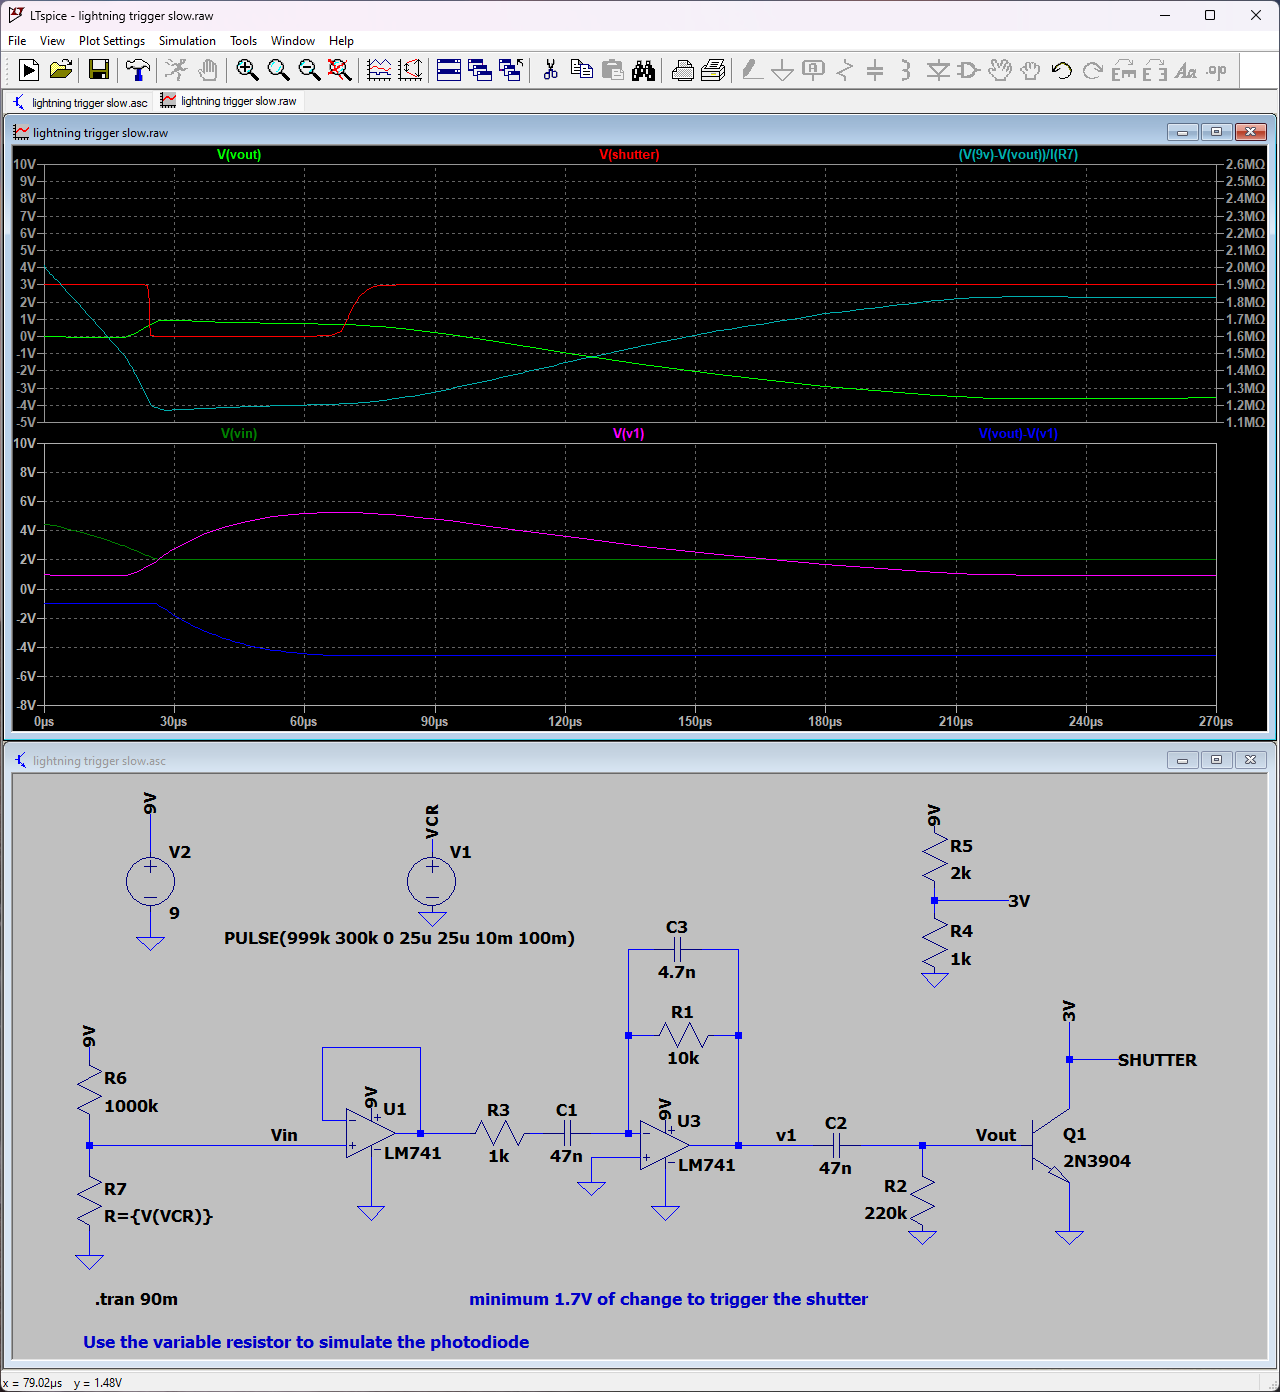 LTspice - lightning trigger slow.raw
File View Plot Settings Simulation Tools Window Help
lightning trigger slow.asc lightning trigger slow.raw
lightning trigger slow.raw
V(vout) V(shutter) (V(9v)-V(vout))/I(R7)
10V 2.6MΩ
9V 2.5MΩ
8V 2.4MΩ
7V 2.3MΩ
6V 2.2MΩ
5V 2.1MΩ
4V 2.0MΩ
3V 1.9MΩ
2V 1.8MΩ
1V 1.7MΩ
0V 1.6MΩ
-1V 1.5MΩ
-2V 1.4MΩ
-3V 1.3MΩ
-4V 1.2MΩ
-5V 1.1MΩ
V(vin) V(v1) V(vout)-V(v1)
10V
8V
6V
4V
2V
0V
-2V
-4V
-6V
-8V
0µs 30µs 60µs 90µs 120µs 150µs 180µs 210µs 240µs 270µs
lightning trigger slow.asc
9V
V2
9
VCR
V1
PULSE(999k 300k 0 25u 25u 10m 100m)
9V
R5
2k
3V
R4
1k
C3
4.7n
R1
10k
9V
R6
1000k
Vin
R7
R={V(VCR)}
9V
U1
LM741
R3
1k
C1
47n
9V
U3
LM741
v1
C2
47n
R2
220k
Vout
3V
SHUTTER
Q1
2N3904
.tran 90m
minimum 1.7V of change to trigger the shutter
Use the variable resistor to simulate the photodiode
x = 79.02µs y = 1.48V